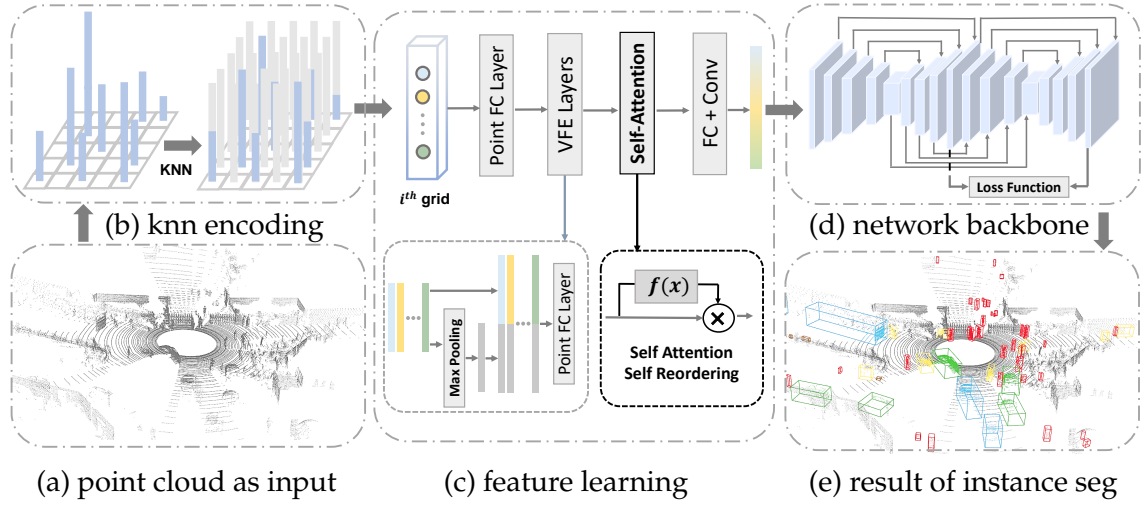 KNN
(b) knn encoding
(a) point cloud as input
i^th grid
Point FC Layer
VFE Layers
Self-Attention
FC + Conv
Max Pooling
Point FC Layer
f(x)
Self Attention
Self Reordering
(c) feature learning
Loss Function
(d) network backbone
(e) result of instance seg